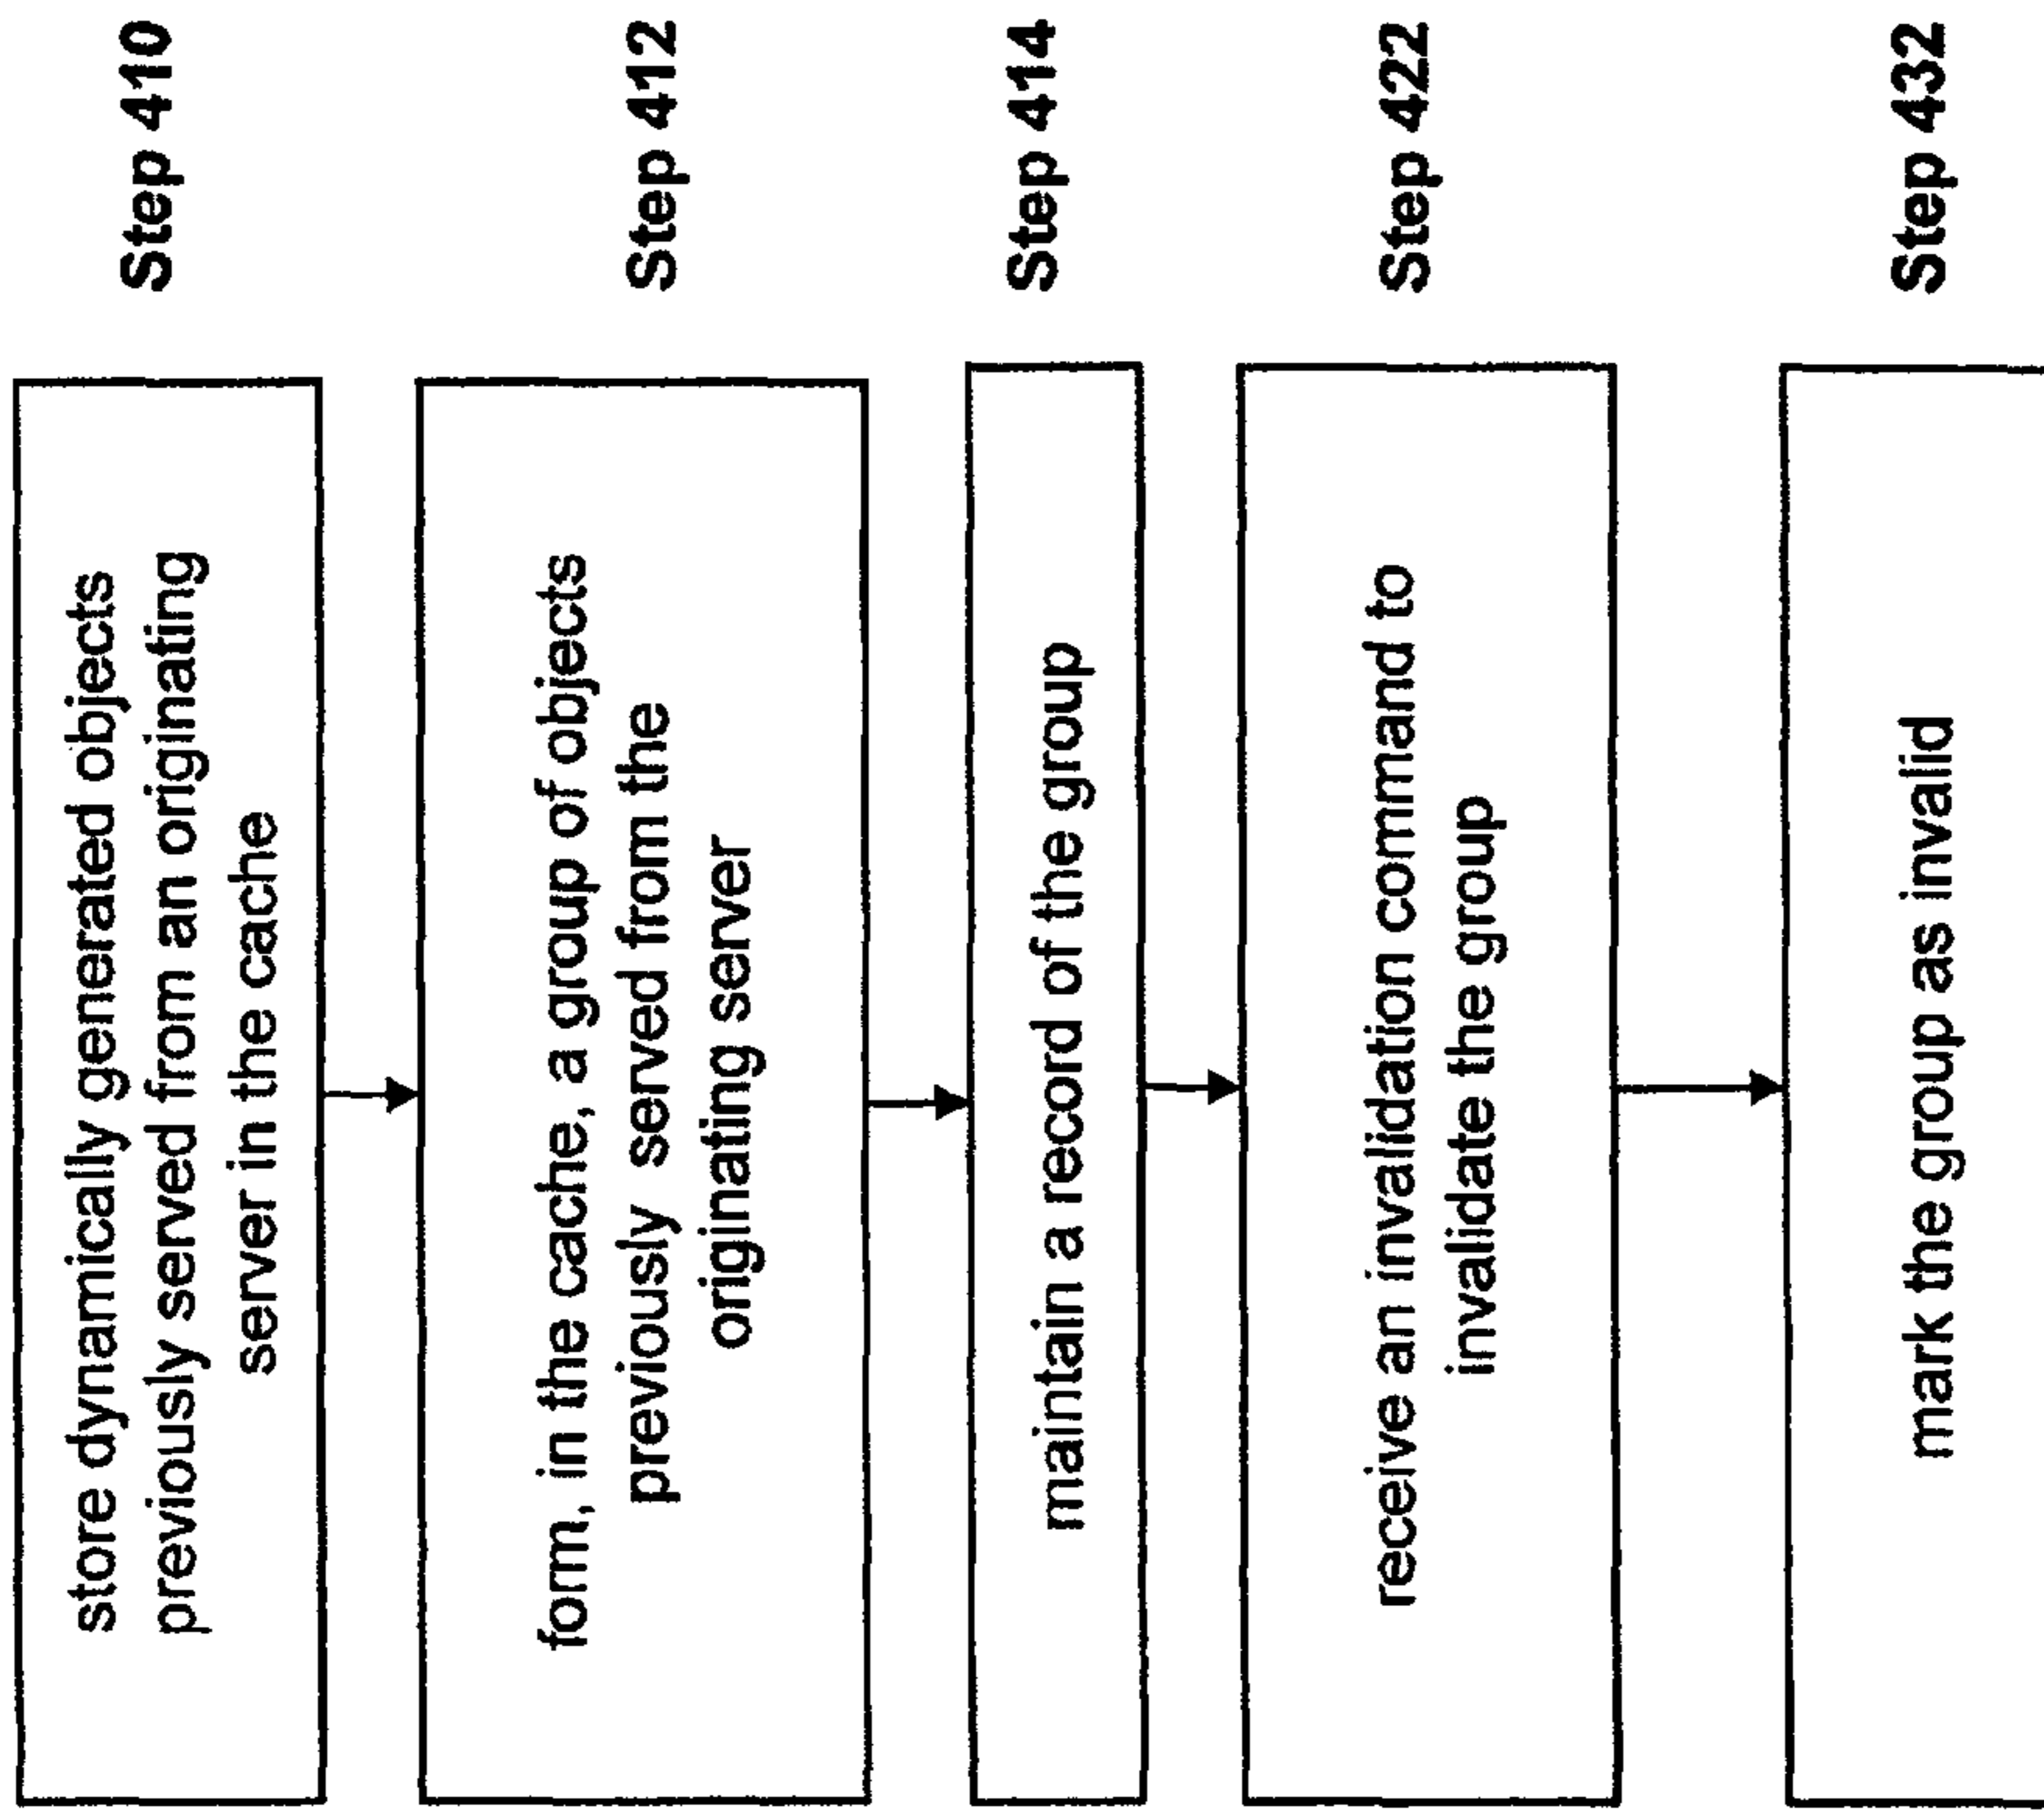 store dynamically generated objects
previously served from an originating
server in the cache
Step 410
form, in the cache, a group of objects
previously served from the
originating server
Step 412
maintain a record of the group
Step 414
receive an invalidation command to
invalidate the group
Step 422
mark the group as invalid
Step 432